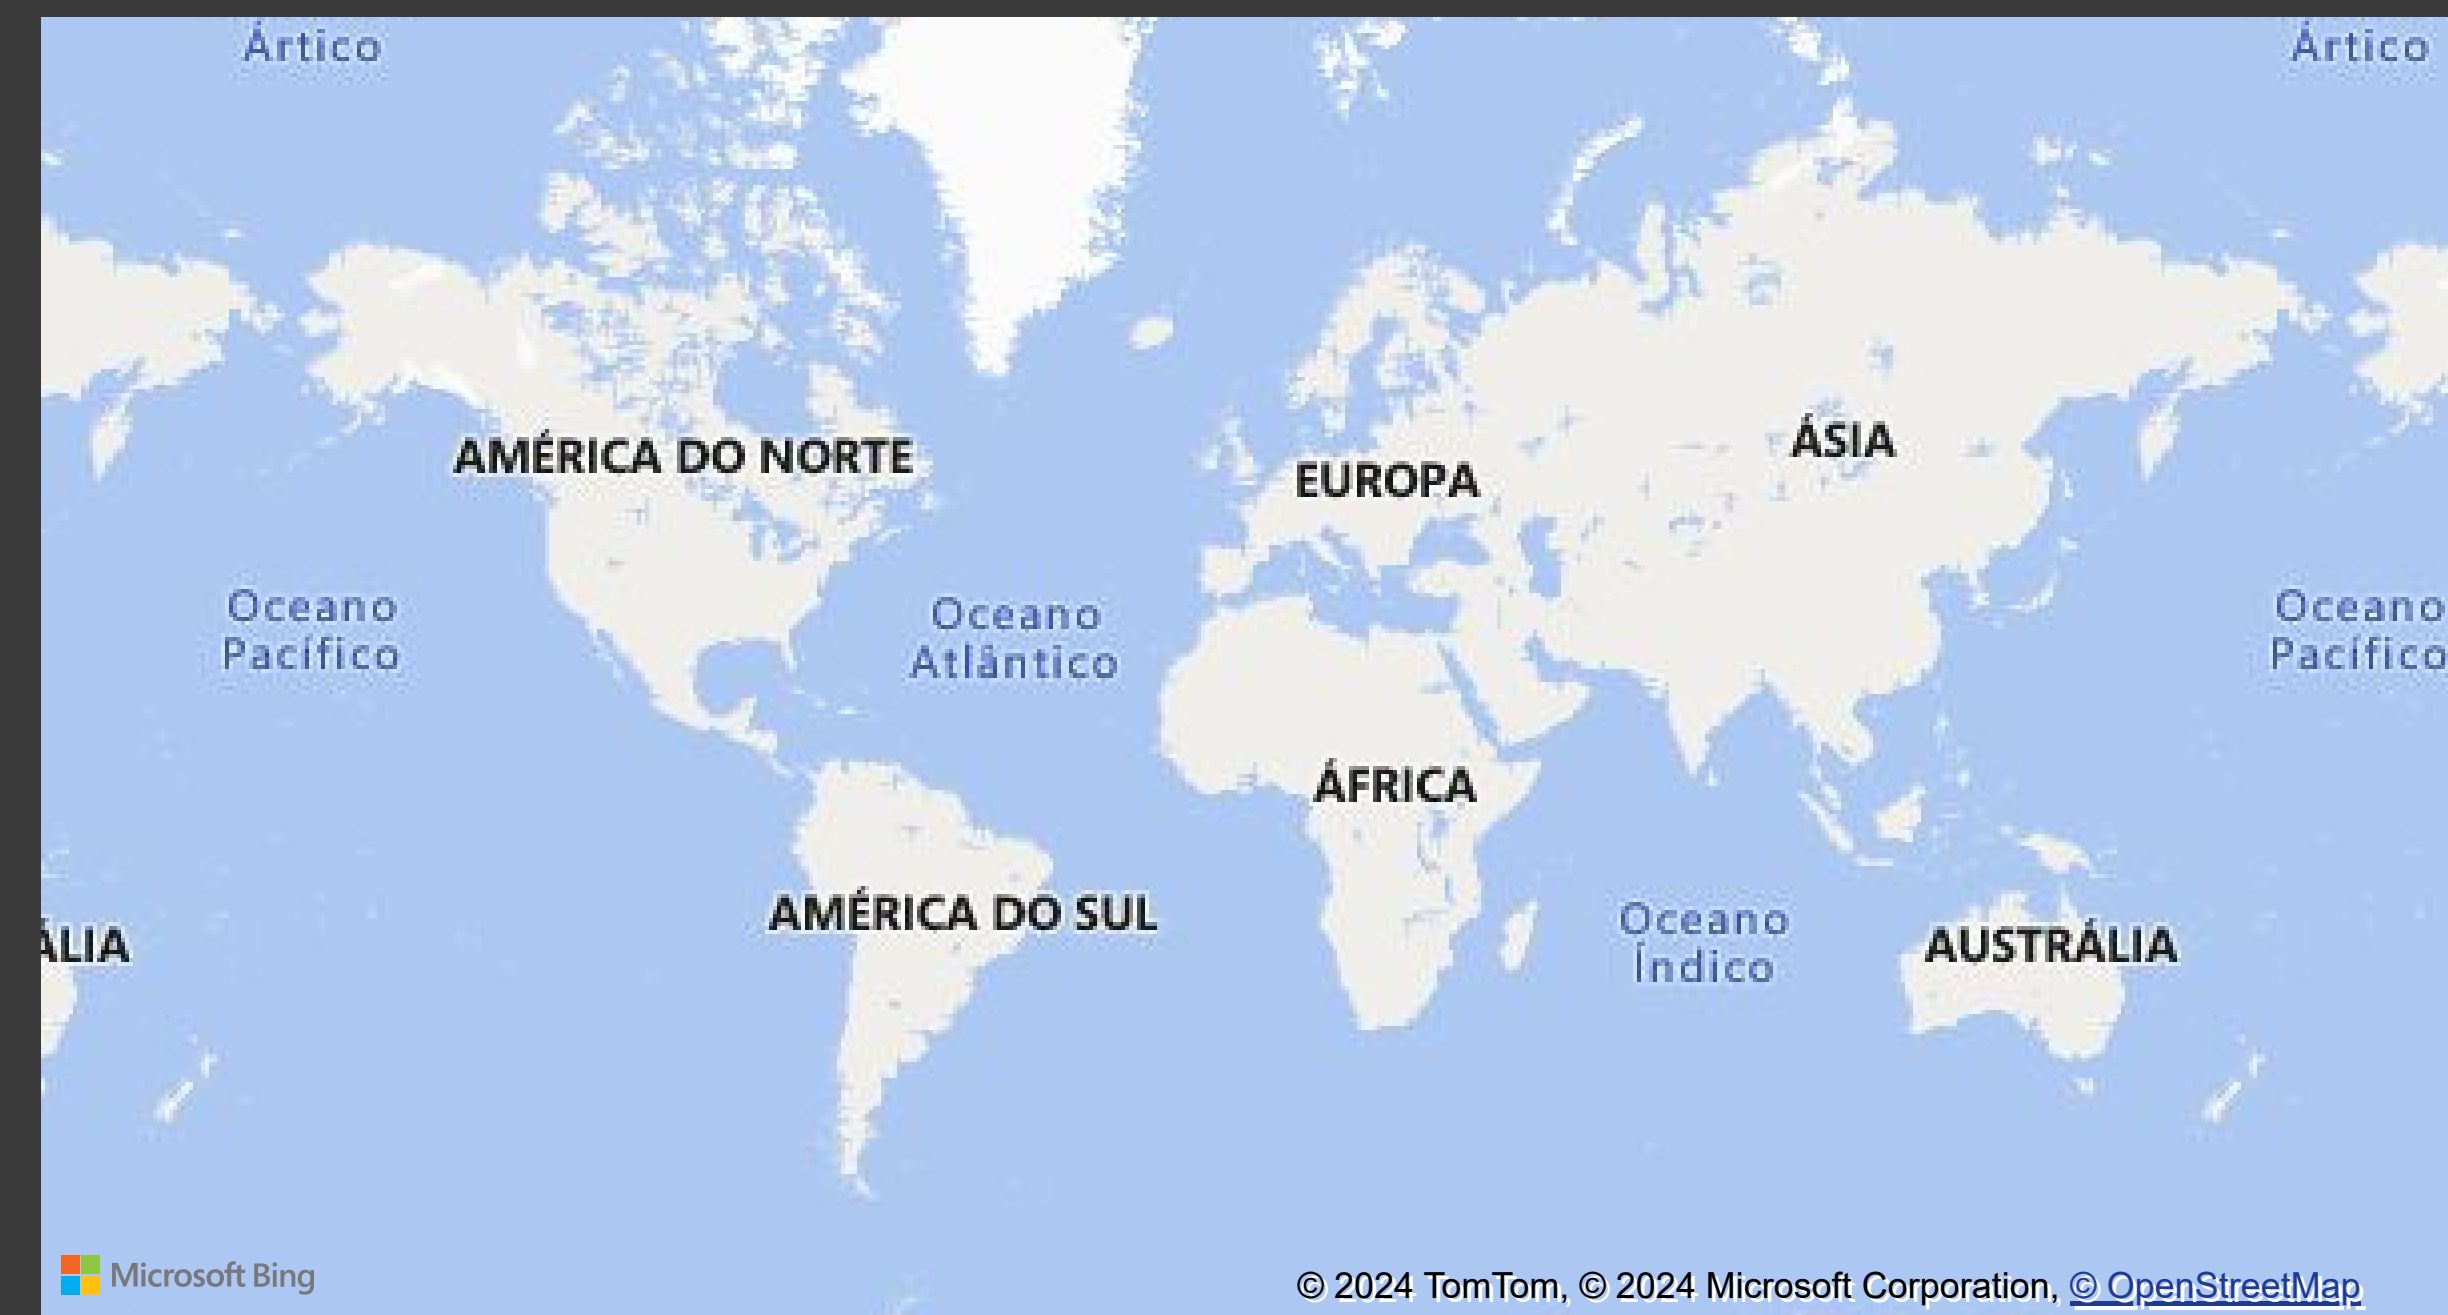 Ártico
Ártico
AMÉRICA DO NORTE
EUROPA
ÁSIA
Oceano
Pacífico
Oceano
Atlântico
Oceano
Pacífico
ÁFRICA
AMÉRICA DO SUL
Oceano
Índico
ÁLIA
AUSTRÁLIA
Microsoft Bing
© 2024 TomTom, © 2024 Microsoft Corporation, © OpenStreetMap